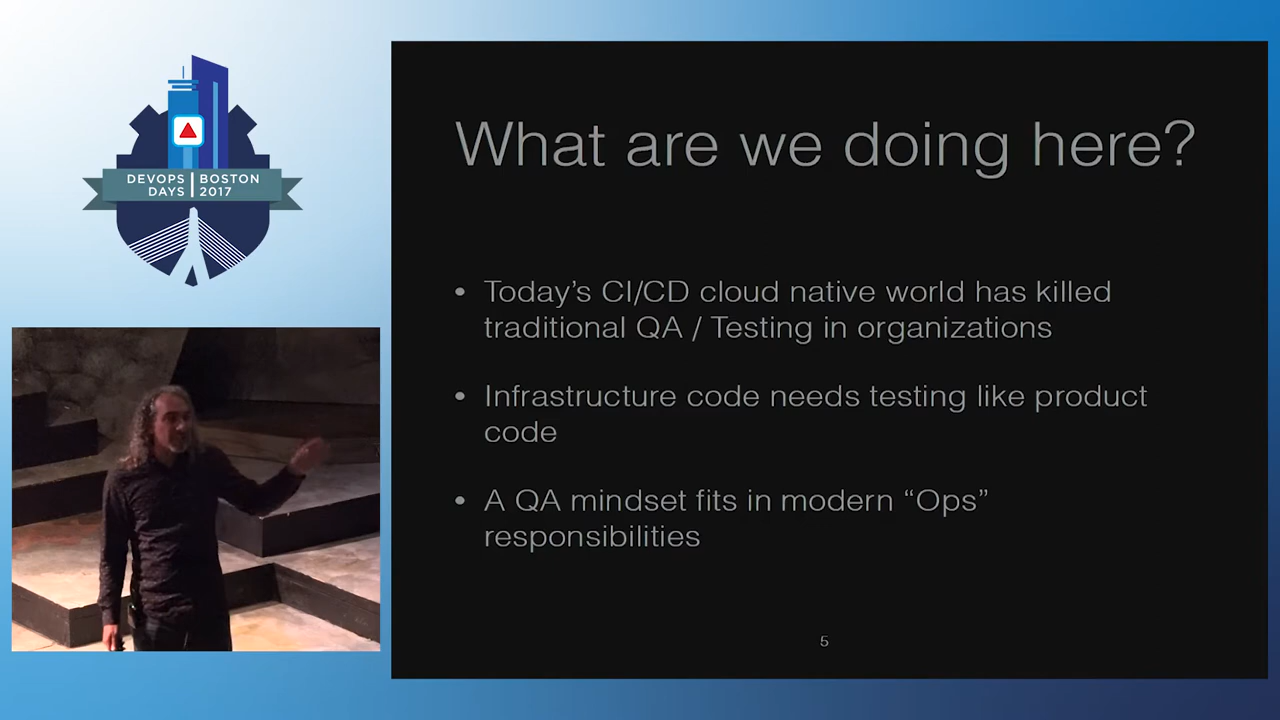 DEVOPS BOSTON
DAYS 2017
What are we doing here?
• Today's CI/CD cloud native world has killed
traditional QA / Testing in organizations
• Infrastructure code needs testing like product
code
• A QA mindset fits in modern “Ops”
responsibilities
5